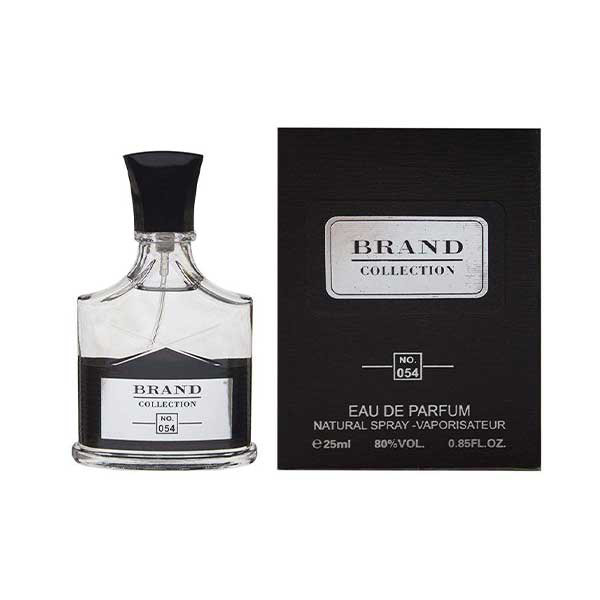 BRAND
COLLECTION
NO.
054
BRAND
COLLECTION
NO.
054
EAU DE PARFUM
NATURAL SPRAY -VAPORISATEUR
℮25ml 80%VOL. 0.85FL.OZ.